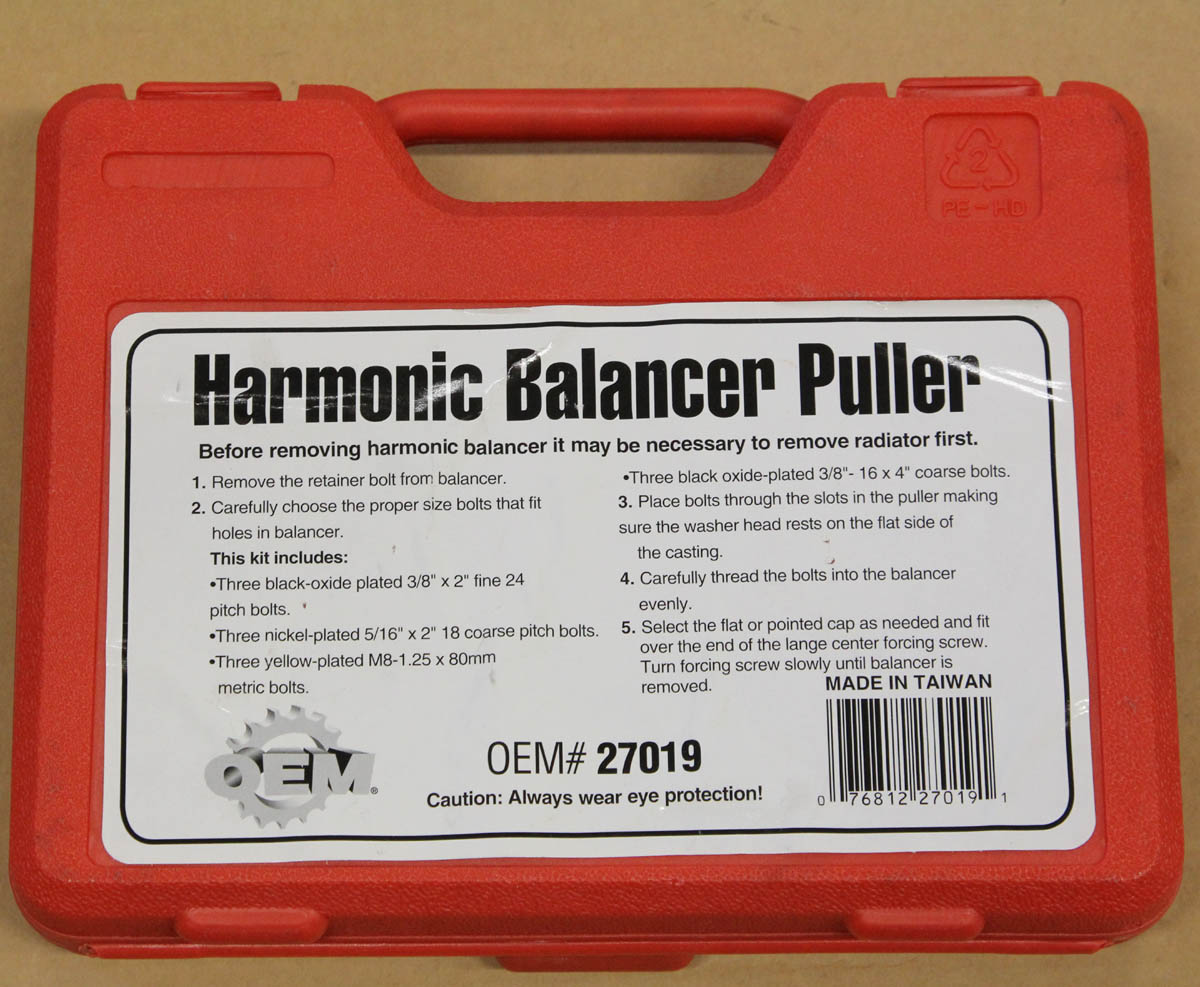 2
PE-HD
Harmonic Balancer Puller
Before removing harmonic balancer it may be necessary to remove radiator first.
1. Remove the retainer bolt from balancer.
2. Carefully choose the proper size bolts that fit
holes in balancer.
This kit includes:
•Three black-oxide plated 3/8" x 2" fine 24
pitch bolts.
•Three nickel-plated 5/16" x 2" 18 coarse pitch bolts.
•Three yellow-plated M8-1.25 x 80mm
metric bolts.
•Three black oxide-plated 3/8"- 16 x 4" coarse bolts.
3. Place bolts through the slots in the puller making
sure the washer head rests on the flat side of
the casting.
4. Carefully thread the bolts into the balancer
evenly.
5. Select the flat or pointed cap as needed and fit
over the end of the lange center forcing screw.
Turn forcing screw slowly until balancer is
removed.
MADE IN TAIWAN
OEM®
OEM# 27019
Caution: Always wear eye protection!
0 76812 27019 1